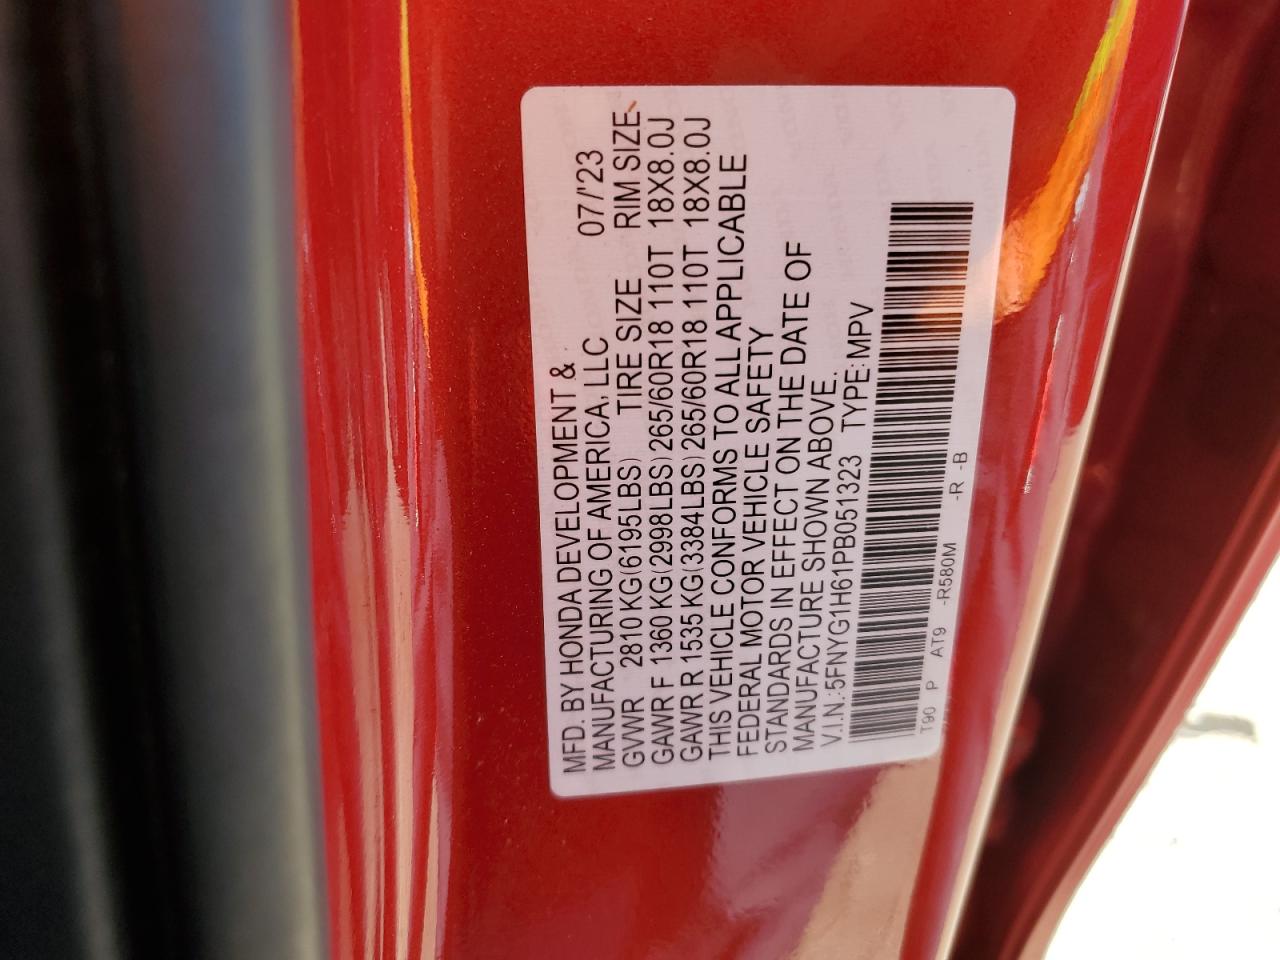 MFD. BY HONDA DEVELOPMENT &
MANUFACTURING OF AMERICA, LLC 07/'23
GVWR 2810 KG(6195LBS) TIRE SIZE RIM SIZE
GAWR F 1360 KG(2998LBS) 265/60R18 110T 18X8.0J
GAWR R 1535 KG(3384LBS) 265/60R18 110T 18X8.0J
THIS VEHICLE CONFORMS TO ALL APPLICABLE
FEDERAL MOTOR VEHICLE SAFETY
STANDARDS IN EFFECT ON THE DATE OF
MANUFACTURE SHOWN ABOVE.
V.I.N.:5FNYG1H61PB051323 TYPE:MPV
T90 P AT9 -R580M -R -B